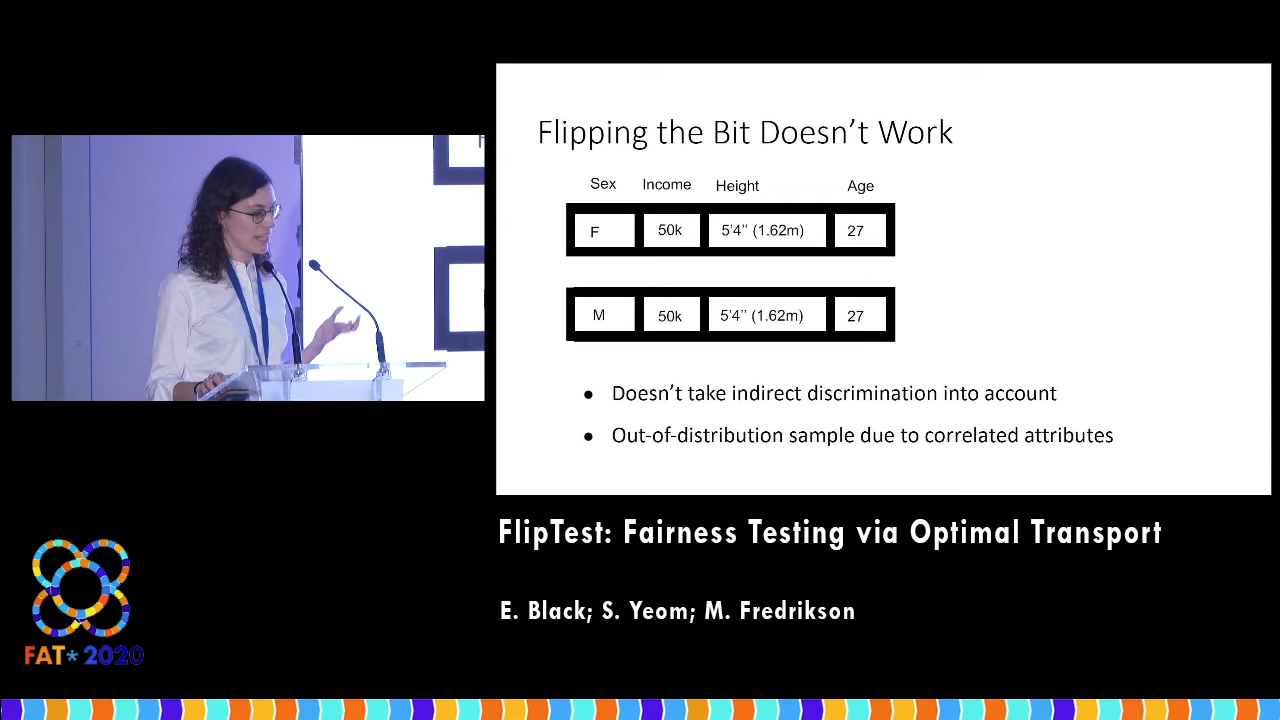 Flipping the Bit Doesn't Work
Sex Income Height Age
F 50k 5'4'' (1.62m) 27
M 50k 5'4'' (1.62m) 27
● Doesn't take indirect discrimination into account
● Out-of-distribution sample due to correlated attributes
FlipTest: Fairness Testing via Optimal Transport
E. Black; S. Yeom; M. Fredrikson
FAT* 2020